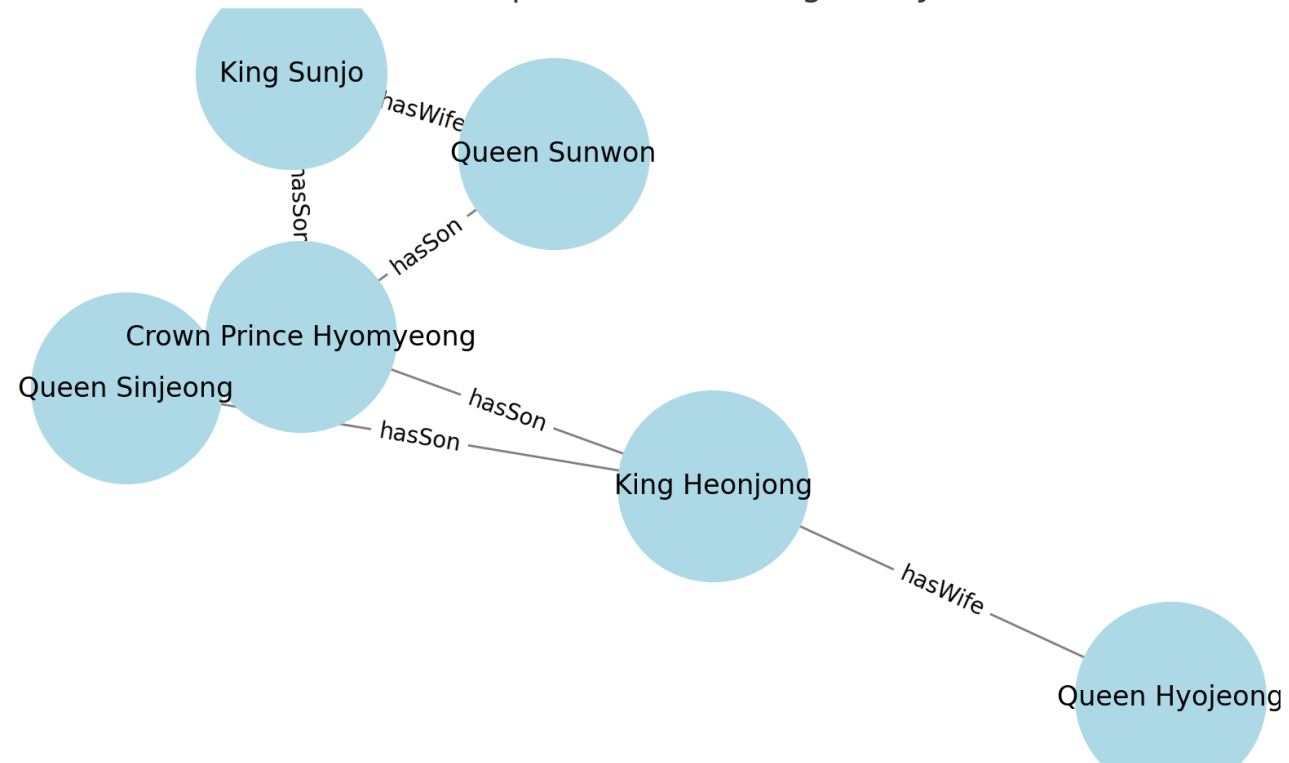 King Sunjo
hasWife
Queen Sunwon
hasSon
hasSon
Crown Prince Hyomyeong
Queen Sinjeong
hasSon
hasSon
King Heonjong
hasWife
Queen Hyojeong